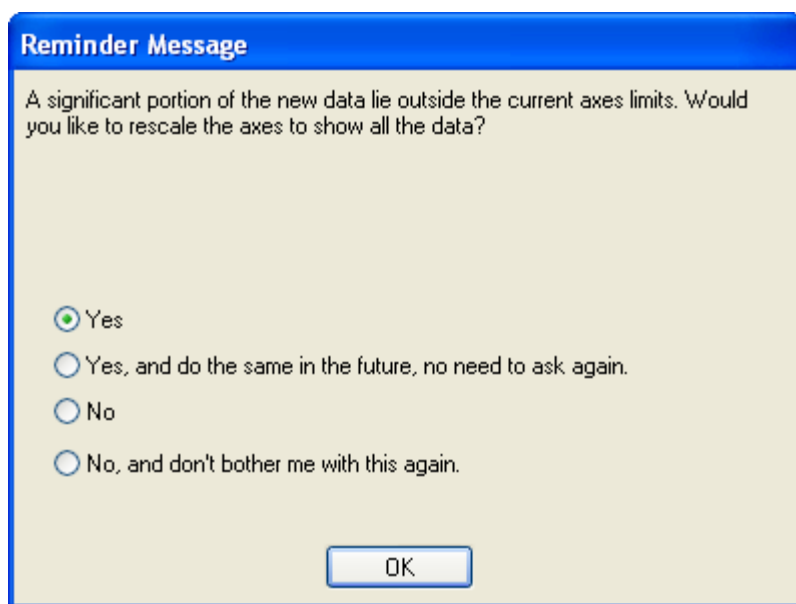 Reminder Message
A significant portion of the new data lie outside the current axes limits. Would
you like to rescale the axes to show all the data?
Yes
Yes, and do the same in the future, no need to ask again.
No
No, and don't bother me with this again.
OK